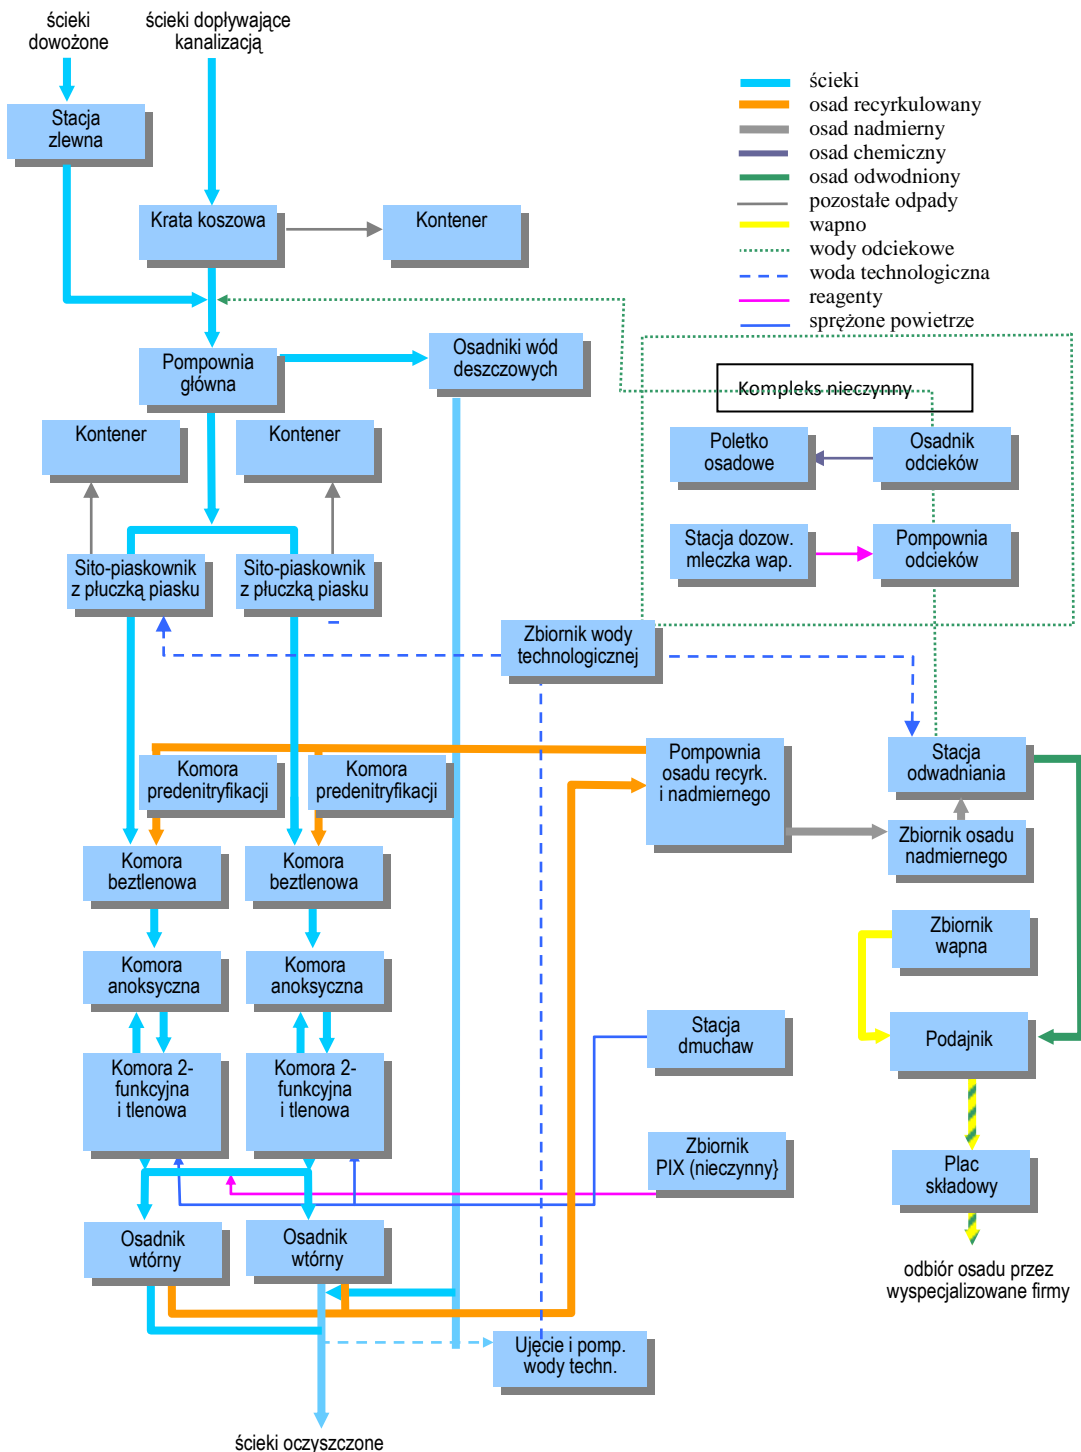 ścieki
dowożone
ścieki dopływające
kanalizacją
ścieki
osad recyrkulowany
osad nadmierny
osad chemiczny
osad odwodniony
pozostałe odpady
wapno
wody odciekowe
woda technologiczna
reagenty
sprężone powietrze
Stacja
zlewna
Krata koszowa
Kontener
Pompownia
główna
Osadniki wód
deszczowych
Kompleks nieczynny
Kontener
Kontener
Poletko
osadowe
Osadnik
odcieków
Stacja dozow.
mleczka wap.
Pompownia
odcieków
Sito-piaskownik
z płuczką piasku
Sito-piaskownik
z płuczką piasku
Zbiornik wody
technologicznej
Komora
predenitryfikacji
Komora
predenitryfikacji
Pompownia
osadu recyrk.
i nadmiernego
Stacja
odwadniania
Zbiornik osadu
nadmiernego
Komora
beztlenowa
Komora
beztlenowa
Zbiornik
wapna
Komora
anoksyczna
Komora
anoksyczna
Stacja
dmuchaw
Podajnik
Komora 2-
funkcyjna
i tlenowa
Komora 2-
funkcyjna
i tlenowa
Zbiornik
PIX (nieczynny}
Plac
składowy
Osadnik
wtórny
Osadnik
wtórny
odbiór osadu przez
wyspecjalizowane firmy
Ujęcie i pomp.
wody techn.
ścieki oczyszczone